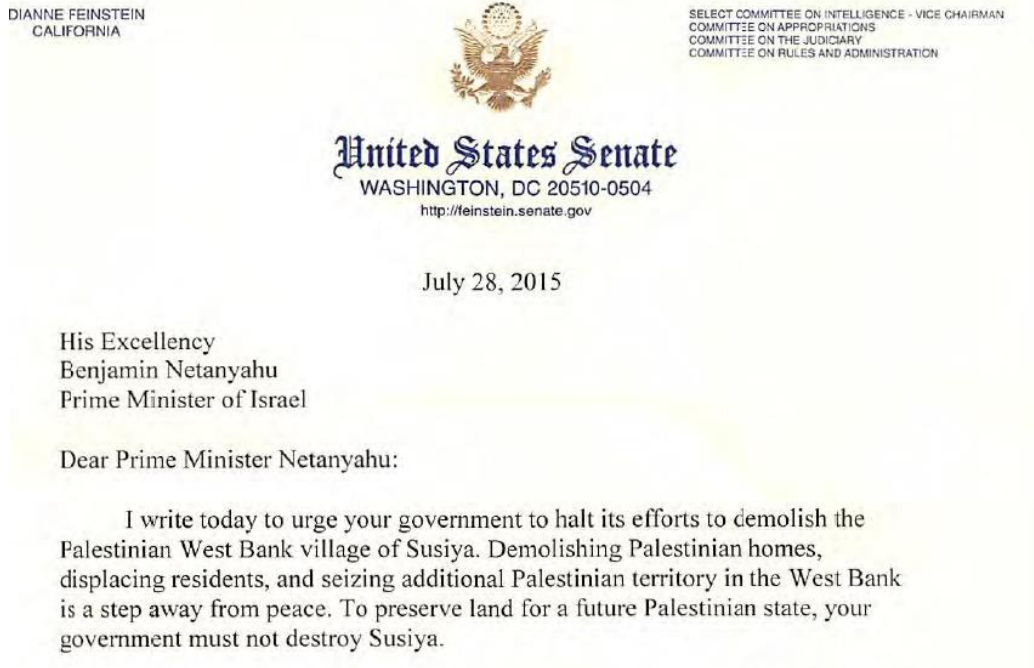 DIANNE FEINSTEIN
CALIFORNIA
SELECT COMMITTEE ON INTELLIGENCE - VICE CHAIRMAN
COMMITTEE ON APPROPRIATIONS
COMMITTEE ON THE JUDICIARY
COMMITTEE ON RULES AND ADMINISTRATION
United States Senate
WASHINGTON, DC 20510-0504
http://feinstein.senate.gov
July 28, 2015
His Excellency
Benjamin Netanyahu
Prime Minister of Israel
Dear Prime Minister Netanyahu:
I write today to urge your government to halt its efforts to demolish the
Palestinian West Bank village of Susiya. Demolishing Palestinian homes,
displacing residents, and seizing additional Palestinian territory in the West Bank
is a step away from peace. To preserve land for a future Palestinian state, your
government must not destroy Susiya.